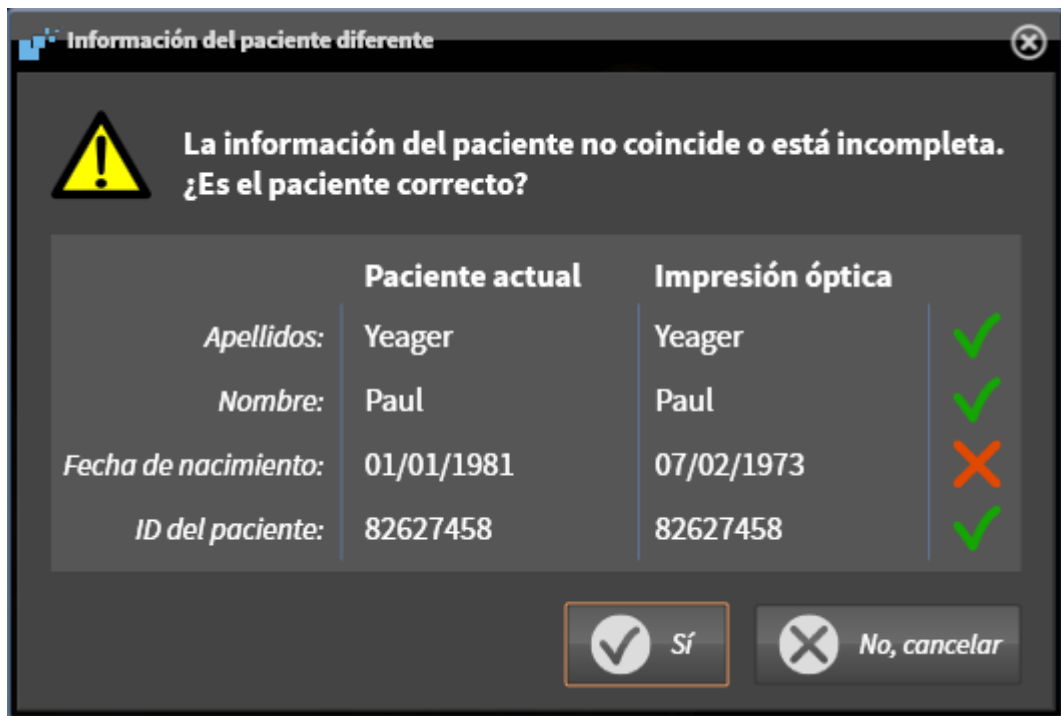 Información del paciente diferente
La información del paciente no coincide o está incompleta.
¿Es el paciente correcto?
Paciente actual Impresión óptica
Apellidos: Yeager Yeager
Nombre: Paul Paul
Fecha de nacimiento: 01/01/1981 07/02/1973
ID del paciente: 82627458 82627458
Sí No, cancelar